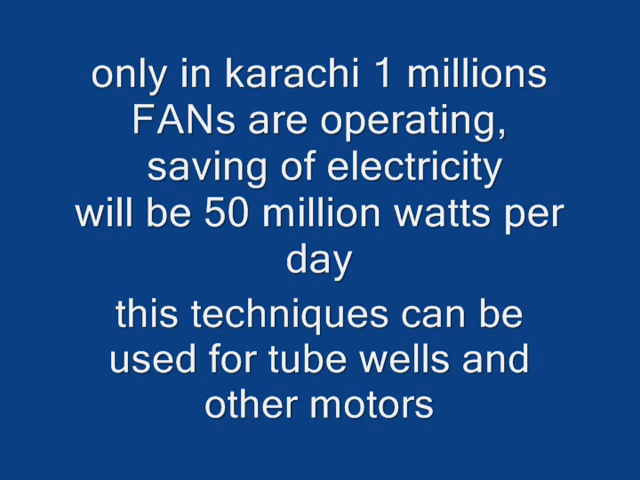 only in karachi 1 millions
FANs are operating,
saving of electricity
will be 50 million watts per
day
this techniques can be
used for tube wells and
other motors